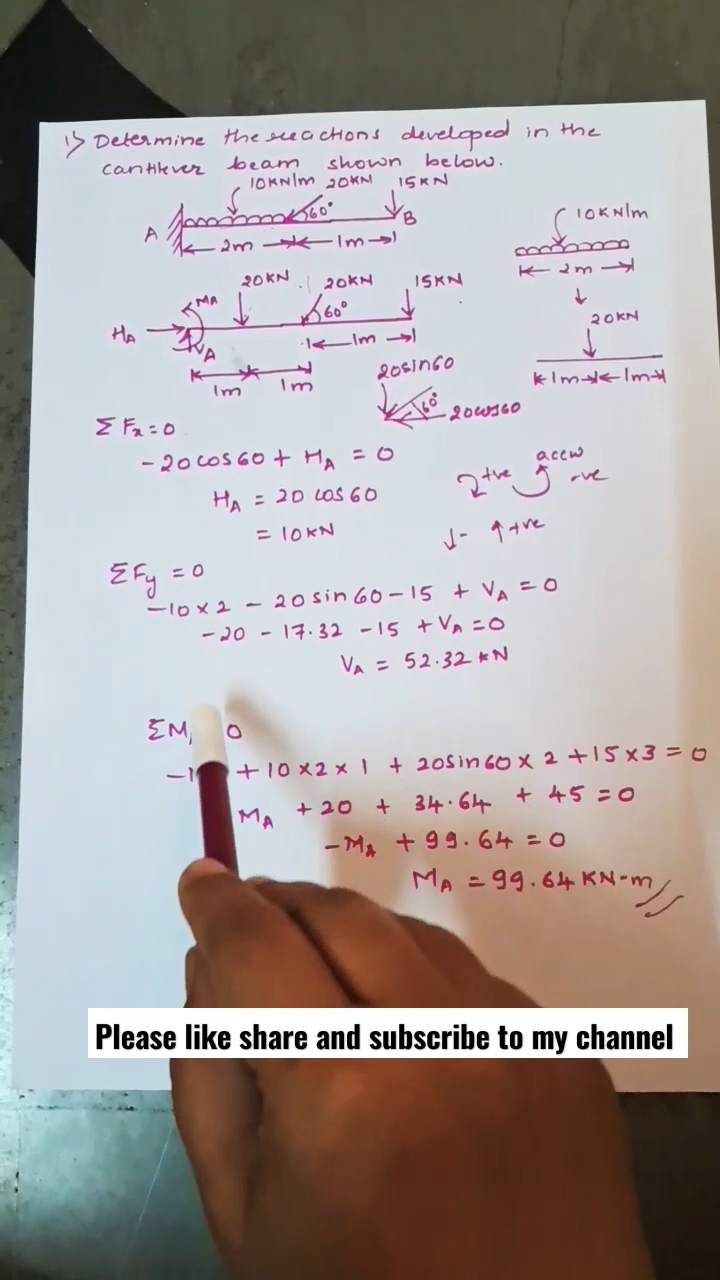 1) Determine the reactions developed in the
cantilever beam shown below.
10KN/m 20KN 15KN
60°
A B
2m 1m
10KN/m
2m
20KN
1m 1m
20KN 20KN 15KN
MA
60°
HA
VA
1m
1m 1m
20sin60
60°
20cos60
ΣFx=0
-20cos60 + HA = 0
HA = 20 cos60
= 10KN
accw
+ve -ve
↓- ↑+ve
ΣFy = 0
-10×2 - 20sin60-15 + VA = 0
-20 - 17.32 -15 +VA=0
VA = 52.32 KN
ΣM 0
+ 10×2×1 + 20sin60×2 +15×3=0
MA +20 + 34.64 + 45 =0
-MA + 99.64 =0
MA = 99.64 KN-m
Please like share and subscribe to my channel